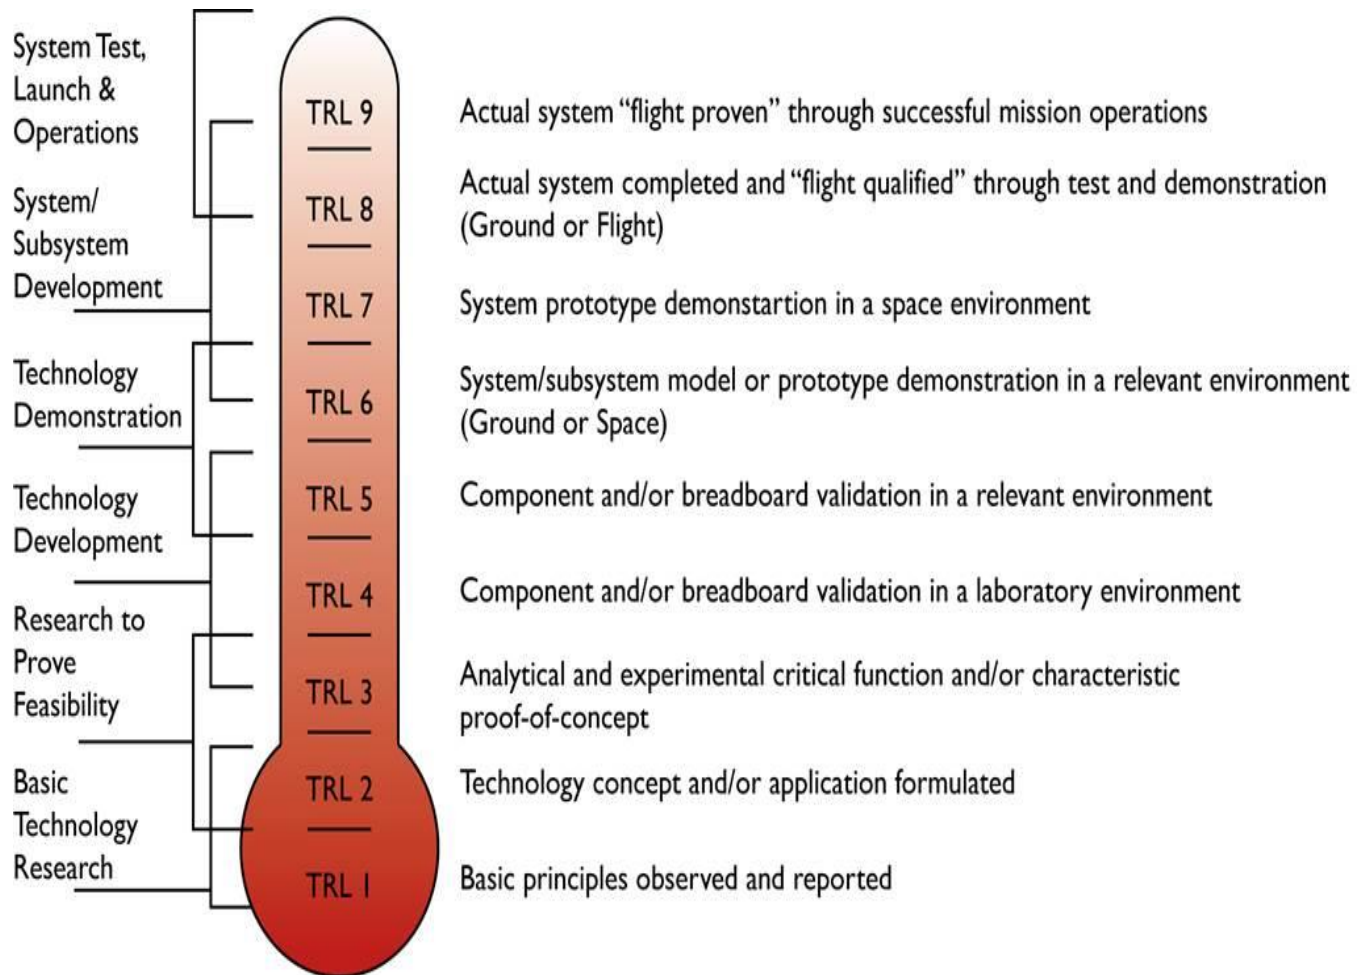 System Test,
Launch &
Operations
System/
Subsystem
Development
Technology
Demonstration
Technology
Development
Research to
Prove
Feasibility
Basic
Technology
Research
TRL 9
TRL 8
TRL 7
TRL 6
TRL 5
TRL 4
TRL 3
TRL 2
TRL 1
Actual system “flight proven” through successful mission operations
Actual system completed and “flight qualified” through test and demonstration
(Ground or Flight)
System prototype demonstartion in a space environment
System/subsystem model or prototype demonstration in a relevant environment
(Ground or Space)
Component and/or breadboard validation in a relevant environment
Component and/or breadboard validation in a laboratory environment
Analytical and experimental critical function and/or characteristic
proof-of-concept
Technology concept and/or application formulated
Basic principles observed and reported